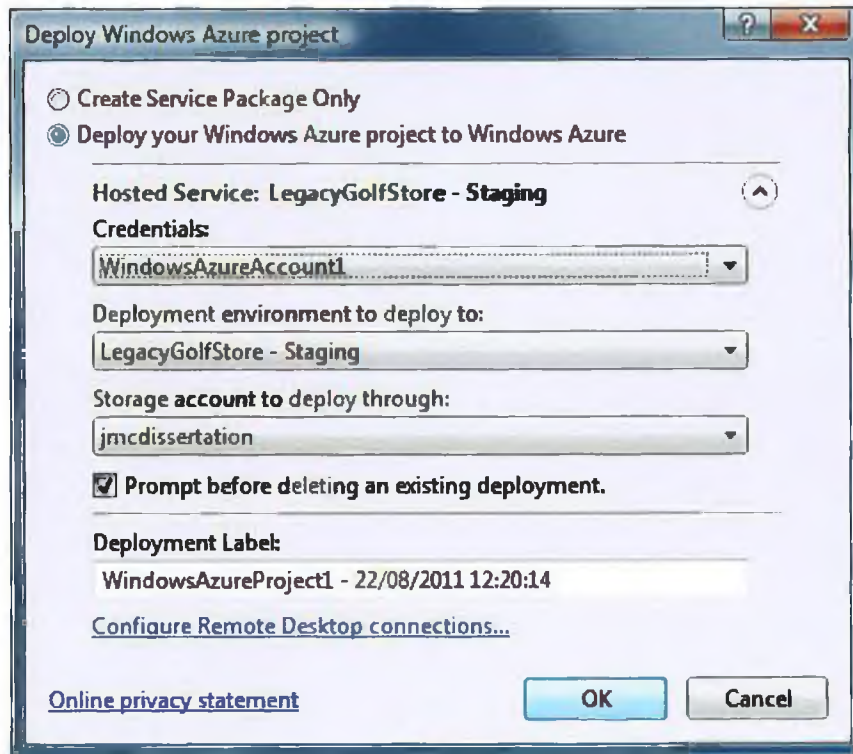 Deploy Windows Azure project
?
Create Service Package Only
Deploy your Windows Azure project to Windows Azure
Hosted Service: LegacyGolfStore - Staging
Credentials:
WindowsAzureAccount1
Deployment environment to deploy to:
LegacyGolfStore - Staging
Storage account to deploy through:
jmcdissertation
Prompt before deleting an existing deployment.
Deployment Label:
WindowsAzureProject1 - 22/08/2011 12:20:14
Configure Remote Desktop connections...
Online privacy statement
OK
Cancel